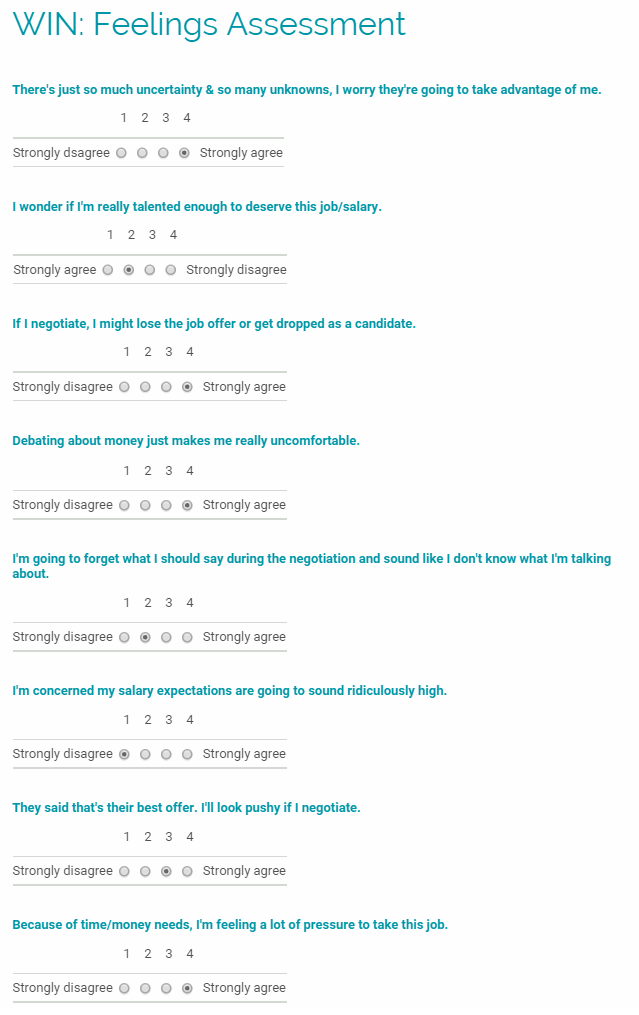 WIN: Feelings Assessment
There's just so much uncertainty & so many unknowns, I worry they're going to take advantage of me.
1 2 3 4
Strongly dsagree Strongly agree
I wonder if I'm really talented enough to deserve this job/salary.
1 2 3 4
Strongly agree Strongly disagree
If I negotiate, I might lose the job offer or get dropped as a candidate.
1 2 3 4
Strongly disagree Strongly agree
Debating about money just makes me really uncomfortable.
1 2 3 4
Strongly disagree Strongly agree
I'm going to forget what I should say during the negotiation and sound like I don't know what I'm talking
about.
1 2 3 4
Strongly disagree Strongly agree
I'm concerned my salary expectations are going to sound ridiculously high.
1 2 3 4
Strongly disagree Strongly agree
They said that's their best offer. I'll look pushy if I negotiate.
1 2 3 4
Strongly disagree Strongly agree
Because of time/money needs, I'm feeling a lot of pressure to take this job.
1 2 3 4
Strongly disagree Strongly agree